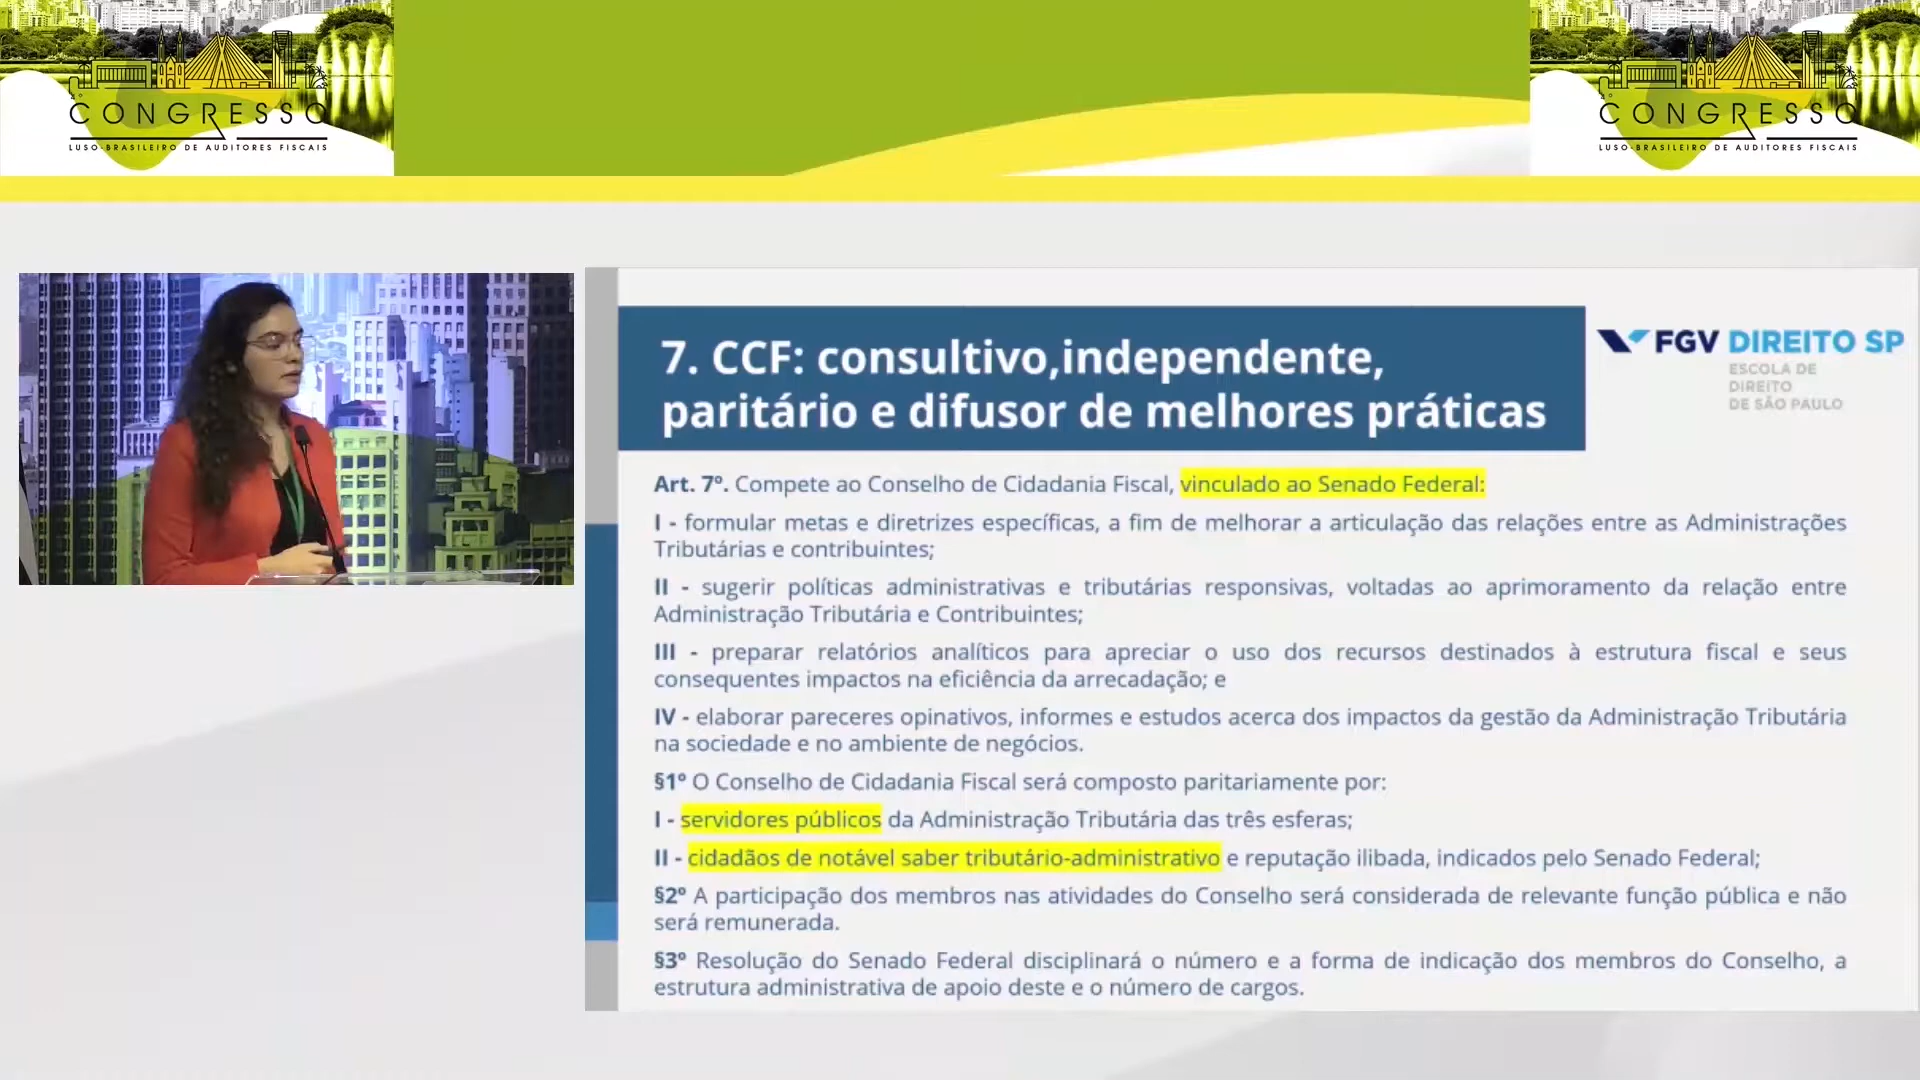 CONGRESSO
LUSO-BRASILEIRO DE AUDITORES FISCAIS
CONGRESSO
LUSO-BRASILEIRO DE AUDITORES FISCAIS
7. CCF: consultivo,independente,
paritário e difusor de melhores práticas
FGV DIREITO SP
ESCOLA DE
DIREITO
DE SÃO PAULO
Art. 7º. Compete ao Conselho de Cidadania Fiscal, vinculado ao Senado Federal:
I - formular metas e diretrizes específicas, a fim de melhorar a articulação das relações entre as Administrações
Tributárias e contribuintes;
II - sugerir políticas administrativas e tributárias responsivas, voltadas ao aprimoramento da relação entre
Administração Tributária e Contribuintes;
III - preparar relatórios analíticos para apreciar o uso dos recursos destinados à estrutura fiscal e seus
consequentes impactos na eficiência da arrecadação; e
IV - elaborar pareceres opinativos, informes e estudos acerca dos impactos da gestão da Administração Tributária
na sociedade e no ambiente de negócios.
§1º O Conselho de Cidadania Fiscal será composto paritariamente por:
I - servidores públicos da Administração Tributária das três esferas;
II - cidadãos de notável saber tributário-administrativo e reputação ilibada, indicados pelo Senado Federal;
§2º A participação dos membros nas atividades do Conselho será considerada de relevante função pública e não
será remunerada.
§3º Resolução do Senado Federal disciplinará o número e a forma de indicação dos membros do Conselho, a
estrutura administrativa de apoio deste e o número de cargos.